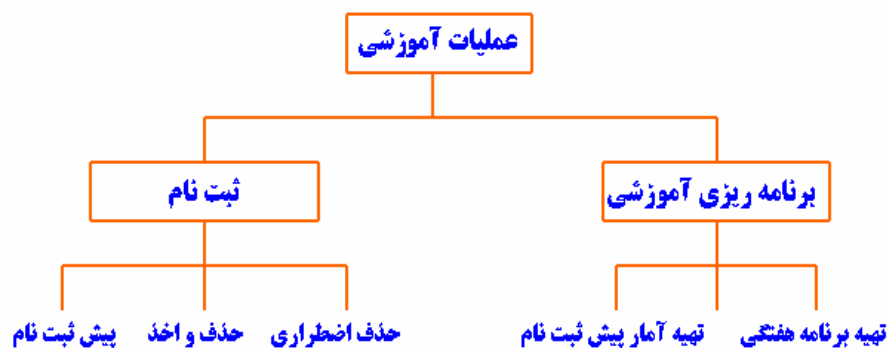 عملیات آموزشی
برنامه ریزی آموزشی
ثبت نام
تهیه برنامه هفتگی
تهیه آمار پیش ثبت نام
حذف اضطراری
حذف و اخذ
پیش ثبت نام